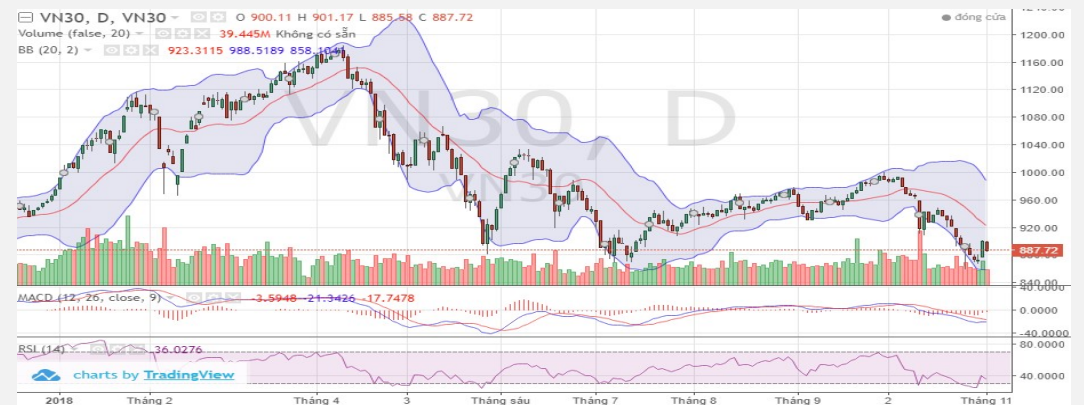 VN30, D, VN30 O 900.11 H 901.17 L 885.58 C 887.72
đóng cửa
Volume (false, 20) 39.445M Không có sẵn
BB (20, 2) 923.3115 988.5189 858.1041
VN30, D
VN30
1200.00
1160.00
1120.00
1080.00
1040.00
1000.00
960.00
920.00
887.72
840.00
MACD (12, 26, close, 9) -3.5948 -21.3426 -17.7478
40.0000
0.0000
-40.0000
RSI (14) 36.0276
80.0000
40.0000
charts by TradingView
2018 Tháng 2 Tháng 4 3 Tháng sáu Tháng 7 Tháng 8 Tháng 9 2 Tháng 11